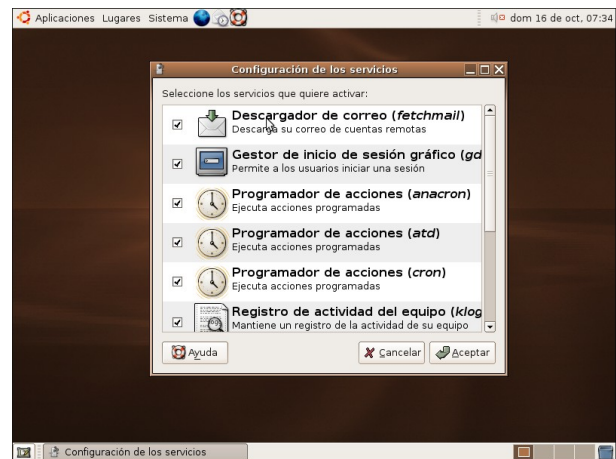 Aplicaciones Lugares Sistema dom 16 de oct, 07:34
Configuración de los servicios
Seleccione los servicios que quiere activar:
Descargador de correo (fetchmail)
Descarga su correo de cuentas remotas
Gestor de inicio de sesión gráfico (gd
Permite a los usuarios iniciar una sesión
Programador de acciones (anacron)
Ejecuta acciones programadas
Programador de acciones (atd)
Ejecuta acciones programadas
Programador de acciones (cron)
Ejecuta acciones programadas
Registro de actividad del equipo (klog
Mantiene un registro de la actividad de su equipo
Ayuda Cancelar Aceptar
Configuración de los servicios